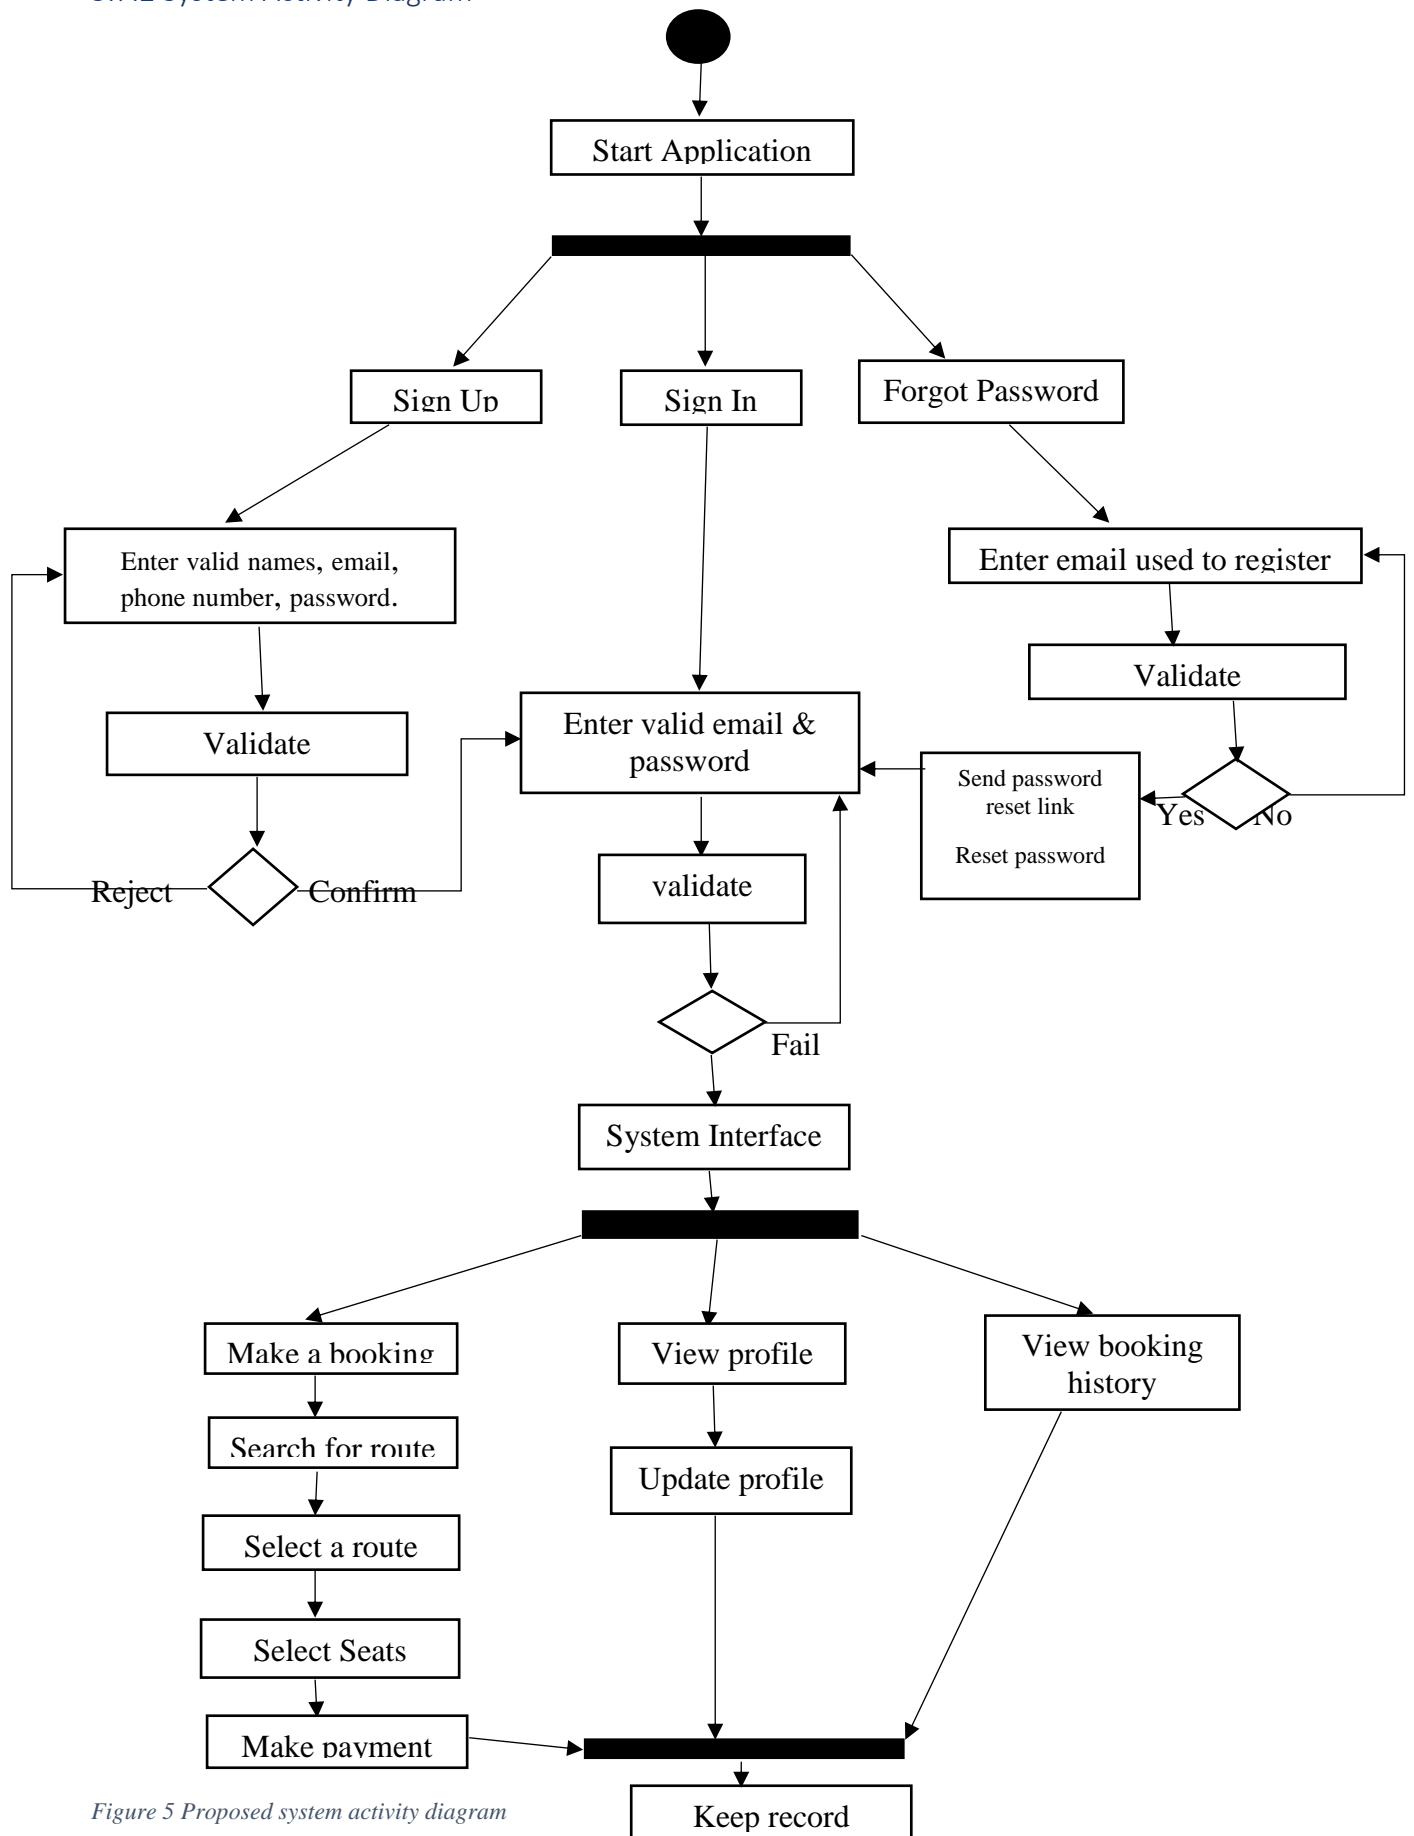 System Activity Diagram
Start Application
Sign Up
Sign In
Forgot Password
Enter valid names, email,
phone number, password.
Enter email used to register
Validate
Enter valid email &
password
Validate
Send password
reset link
Yes
No
Reset password
validate
Reject
Confirm
Fail
System Interface
Make a booking
View profile
View booking
history
Search for route
Update profile
Select a route
Select Seats
Make payment
Figure 5 Proposed system activity diagram
Keep record